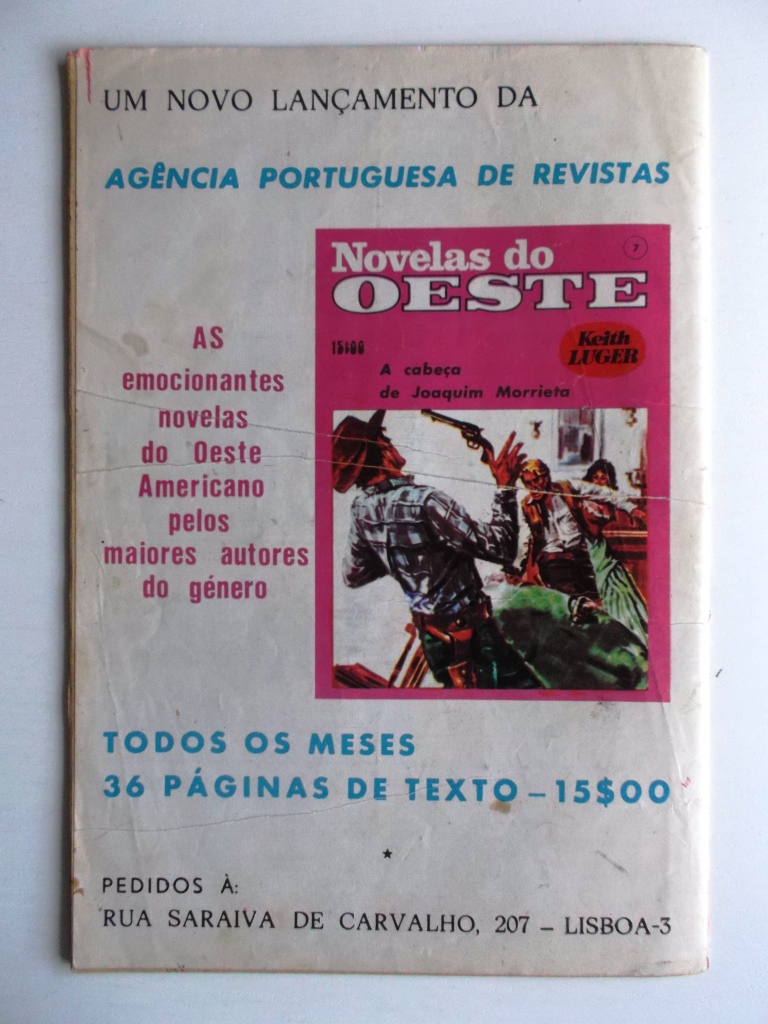 UM NOVO LANÇAMENTO DA
AGÊNCIA PORTUGUESA DE REVISTAS
AS
emocionantes
novelas
do Oeste
Americano
pelos
maiores autores
do género
Novelas do
7
OESTE
15$00
Keith
LUGER
A cabeça
de Joaquim Morrieta
TODOS OS MESES
36 PÁGINAS DE TEXTO – 15$00
★
PEDIDOS À:
RUA SARAIVA DE CARVALHO, 207 – LISBOA-3